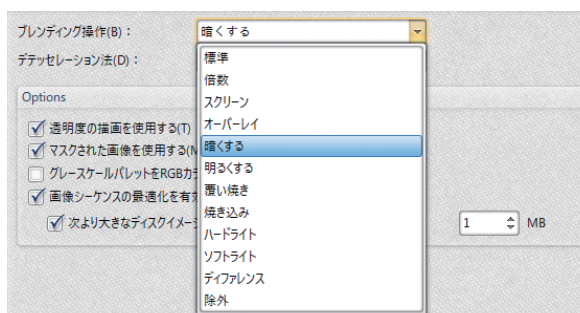 ブレンディング操作(B)： 暗くする
デテッセレーション法(D)： 標準
倍数
Options スクリーン
透明度の描画を使用する(T) オーバーレイ
マスクされた画像を使用する(M 暗くする
グレースケールパレットをRGBカ 明るくする
画像シーケンスの最適化を有 覆い焼き
次より大きなディスクイメー 焼き込み 1 MB
ハードライト
ソフトライト
ディファレンス
除外